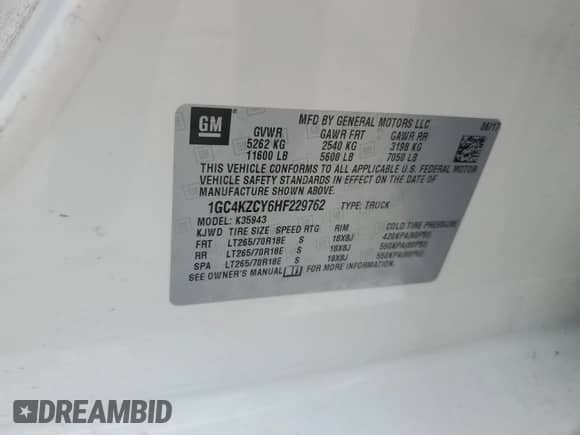 GM
MFD BY GENERAL MOTORS LLC 06/17
GVWR GAWR FRT GAWR RR
5262 KG 2540 KG 3198 KG
11600 LB 5600 LB 7050 LB
THIS VEHICLE CONFORMS TO ALL APPLICABLE U.S. FEDERAL MOTOR
VEHICLE SAFETY STANDARDS IN EFFECT ON THE DATE OF
MANUFACTURE SHOWN ABOVE.
1GC4KZCY6HF229762 TYPE: TRUCK
MODEL: K35943
KJWD TIRE SIZE SPEED RTG RIM COLD TIRE PRESSURE
FRT LT265/70R18E S 18X8J
RR LT265/70R18E S 18X8J
SPA LT265/70R18E S 18X8J
SEE OWNER'S MANUAL FOR MORE INFORMATION.
DREAMBID